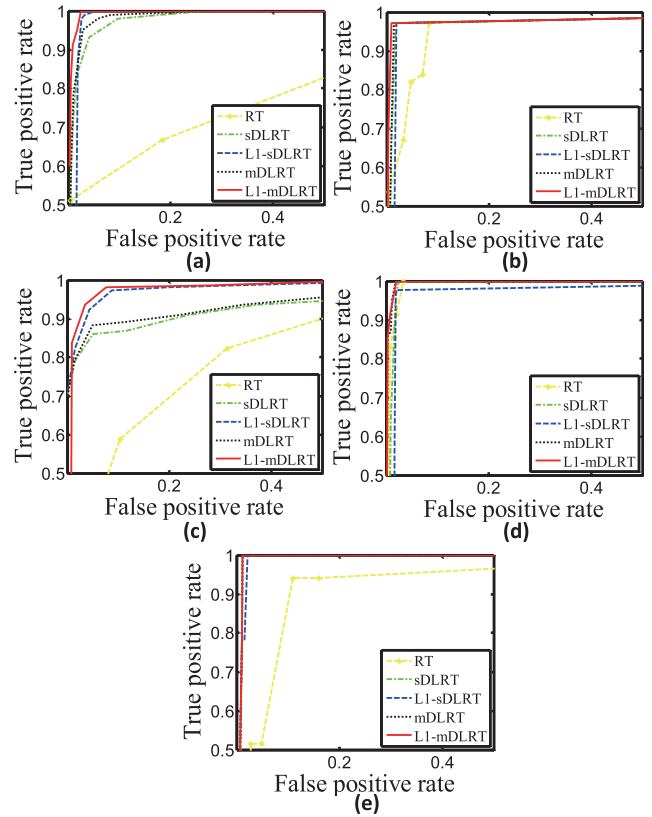 1
0.9
0.8
0.7
0.6
0.5
True positive rate
0.2
0.4
False positive rate
RT
sDLRT
L1-sDLRT
mDLRT
L1-mDLRT
(a)
1
0.9
0.8
0.7
0.6
0.5
True positive rate
0.2
0.4
False positive rate
RT
sDLRT
L1-sDLRT
mDLRT
L1-mDLRT
(b)
1
0.9
0.8
0.7
0.6
0.5
True positive rate
0.2
0.4
False positive rate
RT
sDLRT
L1-sDLRT
mDLRT
L1-mDLRT
(c)
1
0.9
0.8
0.7
0.6
0.5
True positive rate
0.2
0.4
False positive rate
RT
sDLRT
L1-sDLRT
mDLRT
L1-mDLRT
(d)
1
0.9
0.8
0.7
0.6
0.5
True positive rate
0.2
0.4
False positive rate
RT
sDLRT
L1-sDLRT
mDLRT
L1-mDLRT
(e)